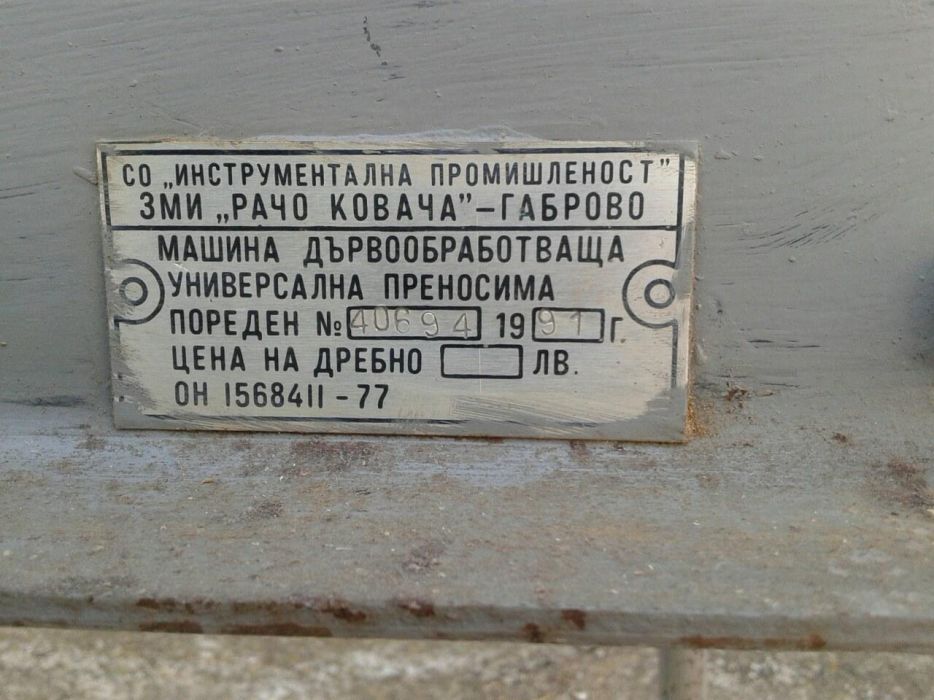 СО „ИНСТРУМЕНТАЛНА ПРОМИШЛЕНОСТ”
ЗМИ „РАЧО КОВАЧА”–ГАБРОВО
МАШИНА ДЪРВООБРАБОТВАЩА
УНИВЕРСАЛНА ПРЕНОСИМА
ПОРЕДЕН № 40694 1991 г.
ЦЕНА НА ДРЕБНО ЛВ.
ОН 1568411 - 77